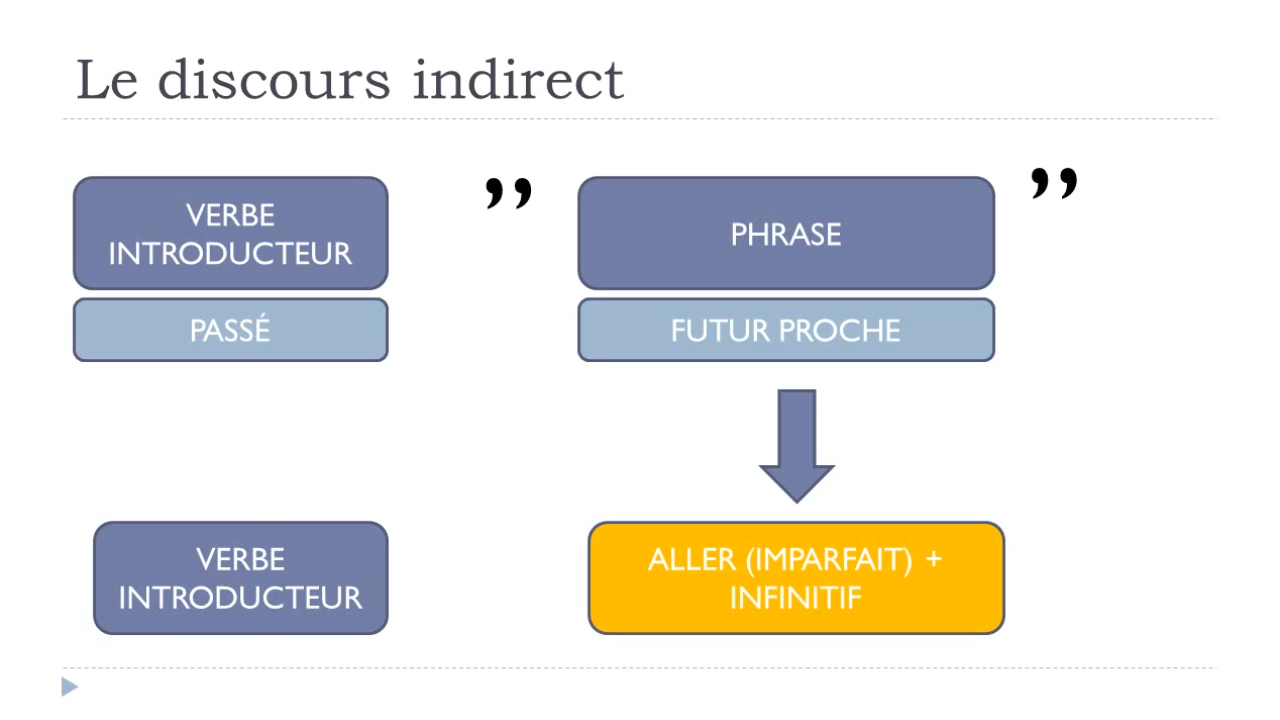 Le discours indirect
VERBE
INTRODUCTEUR
”
PHRASE
”
PASSÉ
FUTUR PROCHE
VERBE
INTRODUCTEUR
ALLER (IMPARFAIT) +
INFINITIF